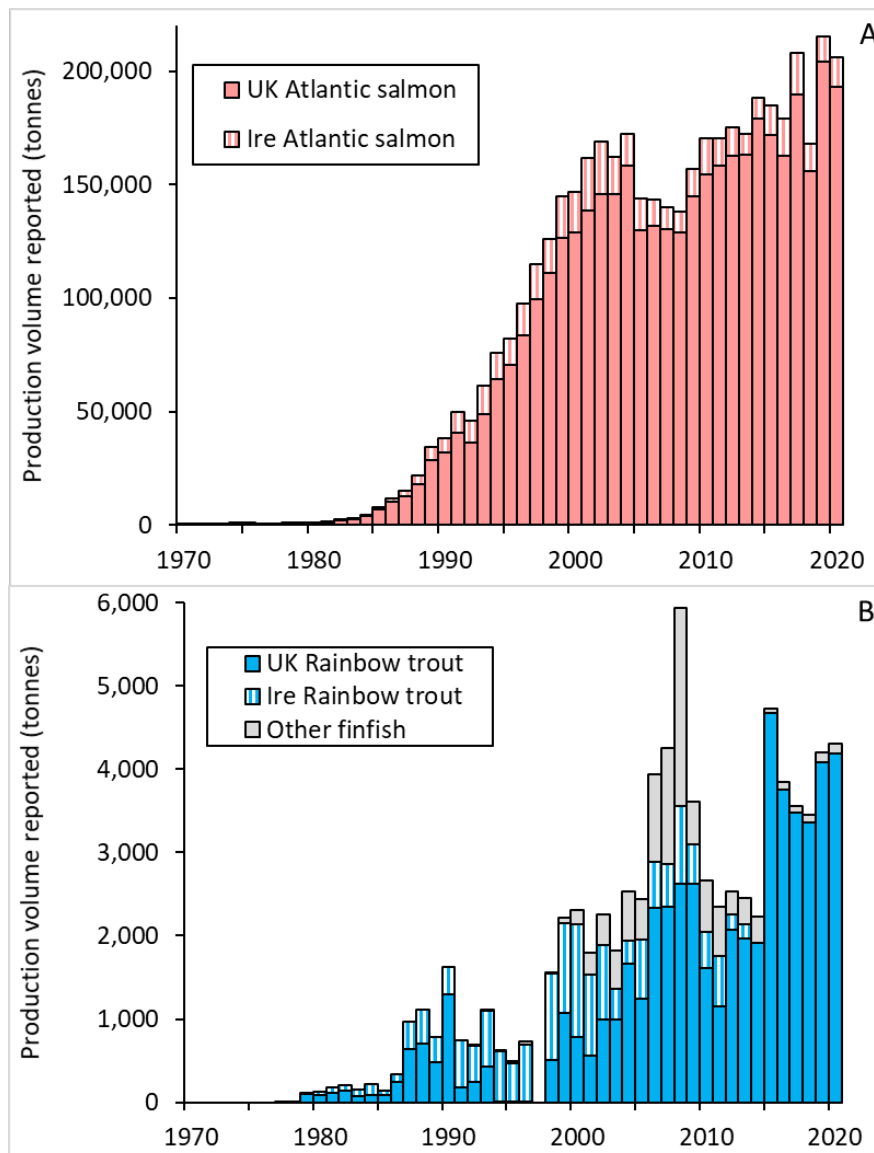 A
Production volume reported (tonnes)
200,000
150,000
100,000
50,000
0
UK Atlantic salmon
Ire Atlantic salmon
1970 1980 1990 2000 2010 2020
B
Production volume reported (tonnes)
6,000
5,000
4,000
3,000
2,000
1,000
0
UK Rainbow trout
Ire Rainbow trout
Other finfish
1970 1980 1990 2000 2010 2020